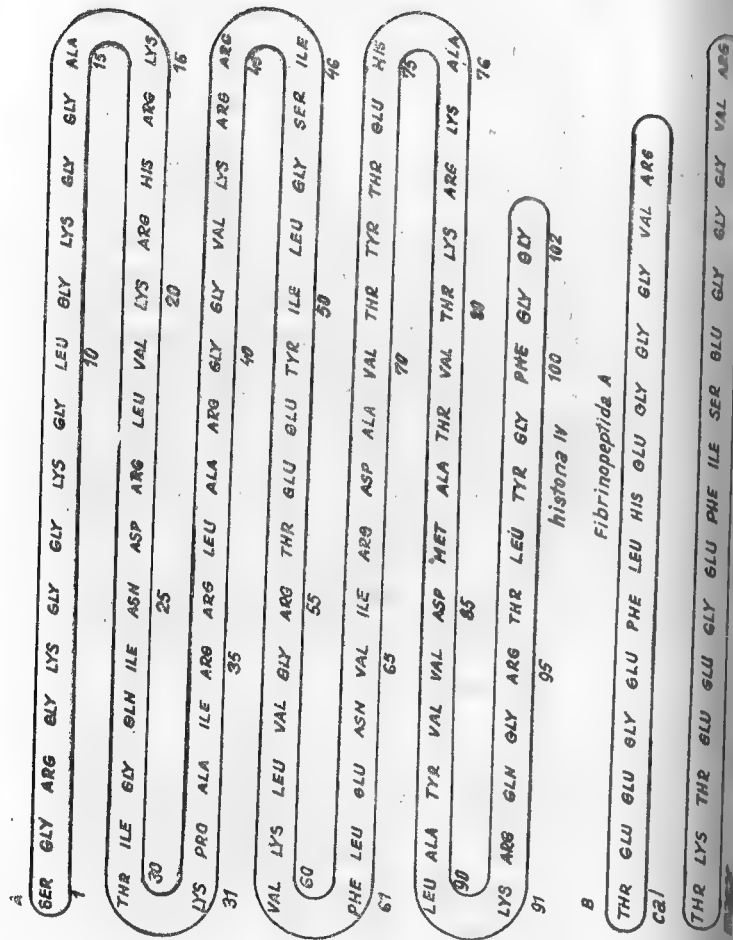 A
SER GLY ARG GLY LYS GLY GLY LYS GLY LEU GLY LYS GLY GLY ALA
1 10 15
THR ILE GLY GLN ILE ASN ASP ARG LEU VAL LYS ARG HIS ARG LYS
30 25 20 16
LYS PRO ALA ILE ARG ARG LEU ALA ARG GLY GLY VAL LYS ARG ARG
31 35 40 45
VAL LYS LEU VAL GLY ARG THR GLU GLU TYR ILE LEU GLY SER ILE
60 55 50 46
PHE LEU GLU ASN VAL ILE ARG ASP ALA VAL THR TYR THR GLU HIS
61 65 70 75
LEU ALA TYR VAL VAL ASP MET ALA THR VAL THR LYS ARG LYS ALA
90 85 80 76
LYS ARG GLN GLY ARG THR LEU TYR GLY PHE GLY GLY
91 95 100 102
histona IV
B Fibrinopeptida A
THR GLU GLU GLY GLU PHE LEU HIS GLU GLY GLY GLY VAL ARG
cal
THR LYS THR GLU GLU GLY GLU PHE ILE SER GLU GLY GLY GLY VAL ARG